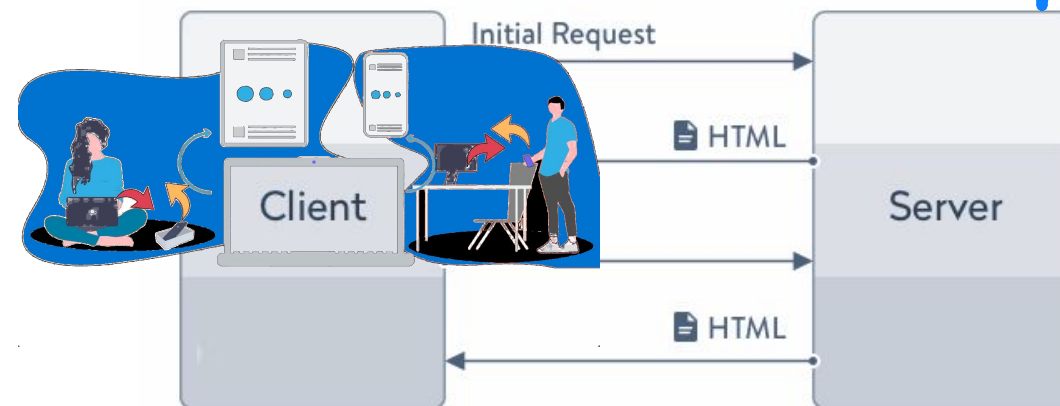 Initial Request
HTML
Client
Server
HTML